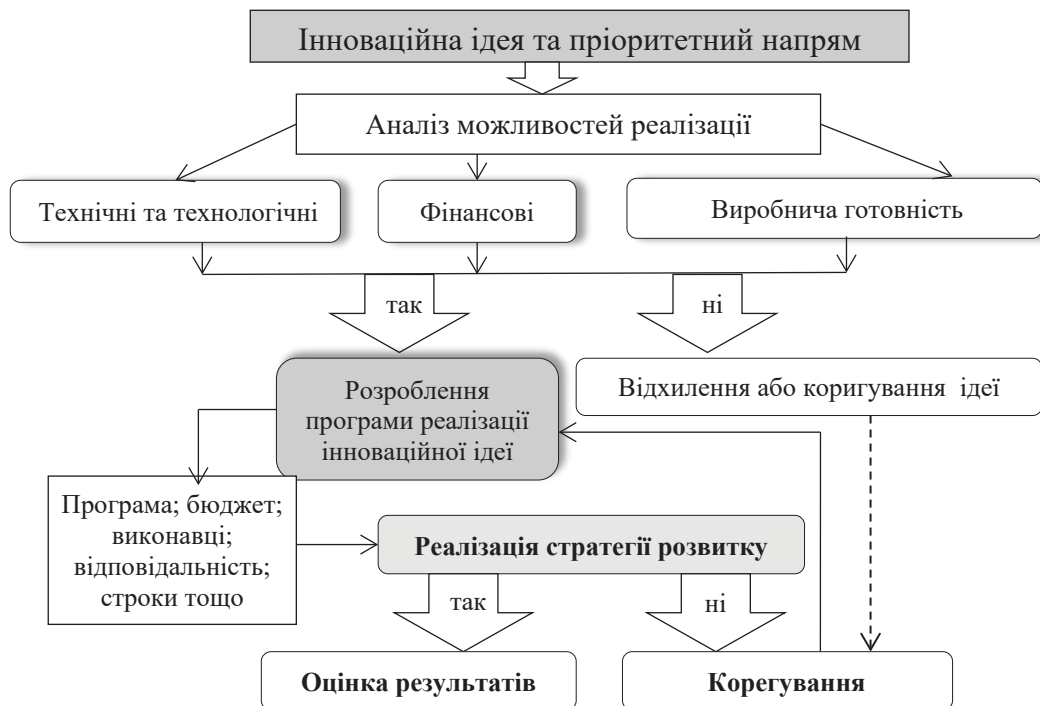 Інноваційна ідея та пріоритетний напрям
Аналіз можливостей реалізації
Технічні та технологічні
Фінансові
Виробнича готовність
так
ні
Розроблення
програми реалізації
інноваційної ідеї
Відхилення або коригування ідеї
Програма; бюджет;
виконавці;
відповідальність;
строки тощо
Реалізація стратегії розвитку
так
ні
Оцінка результатів
Корегування